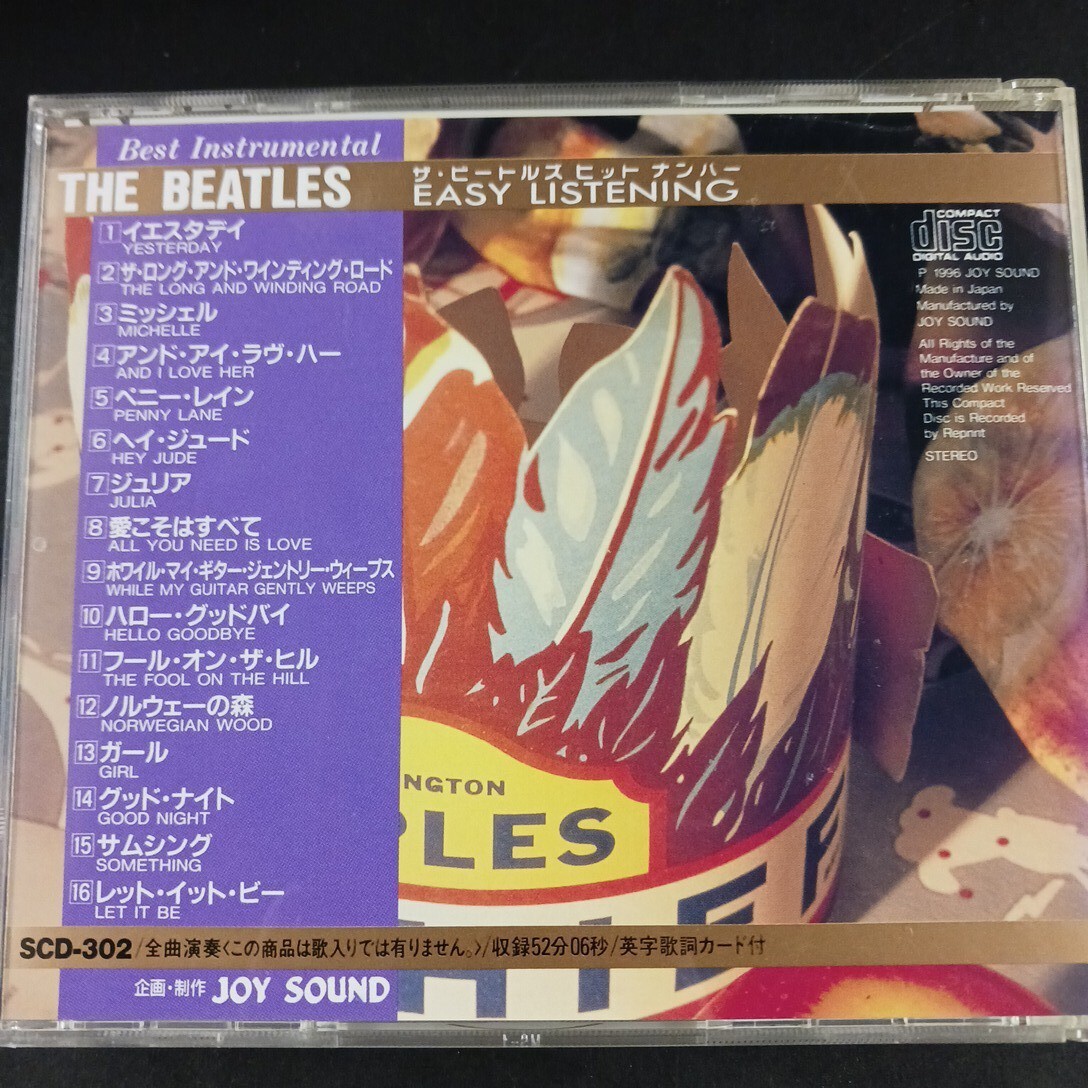 Best Instrumental
THE BEATLES
ザ・ビートルズ ヒット ナンバー
EASY LISTENING
1 イエスタデイ
YESTERDAY
2 ザ・ロング・アンド・ワインディング・ロード
THE LONG AND WINDING ROAD
3 ミッシェル
MICHELLE
4 アンド・アイ・ラヴ・ハー
AND I LOVE HER
5 ペニー・レイン
PENNY LANE
6 ヘイ・ジュード
HEY JUDE
7 ジュリア
JULIA
8 愛こそはすべて
ALL YOU NEED IS LOVE
9 ホワイル・マイ・ギター・ジェントリー・ウィープス
WHILE MY GUITAR GENTLY WEEPS
10 ハロー・グッドバイ
HELLO GOODBYE
11 フール・オン・ザ・ヒル
THE FOOL ON THE HILL
12 ノルウェーの森
NORWEGIAN WOOD
13 ガール
GIRL
14 グッド・ナイト
GOOD NIGHT
15 サムシング
SOMETHING
16 レット・イット・ビー
LET IT BE
SCD-302/全曲演奏<この商品は歌入りでは有りません。>/収録52分06秒/英字歌詞カード付
企画・制作 JOY SOUND
COMPACT
disc
DIGITAL AUDIO
P 1996 JOY SOUND
Made in Japan
Manufactured by
JOY SOUND
All Rights of the
Manufacture and of
the Owner of the
Recorded Work Reserved
This Compact
Disc is Recorded
by Reprint
STEREO
NGTON
PLES